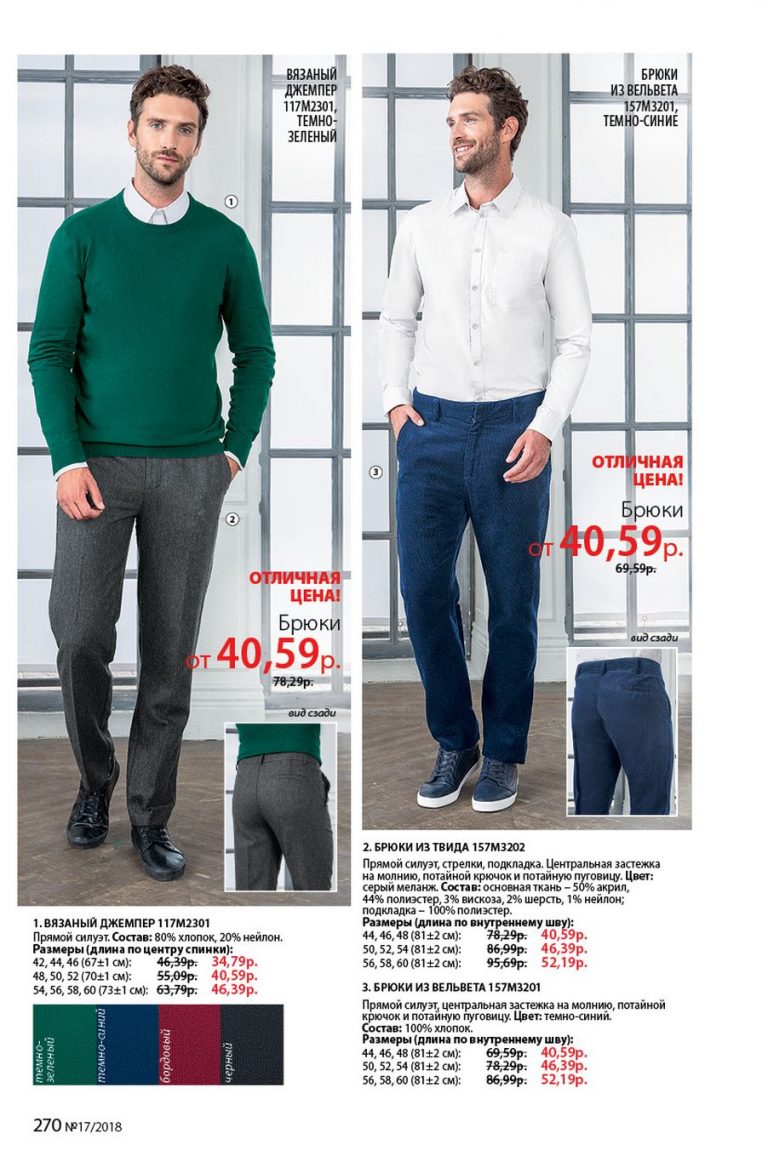 ВЯЗАНЫЙ
ДЖЕМПЕР
117М2301,
ТЕМНО-
ЗЕЛЕНЫЙ
1
2
ОТЛИЧНАЯ
ЦЕНА!
Брюки
от 40,59р.
78,29р.
вид сзади
БРЮКИ
ИЗ ВЕЛЬВЕТА
157М3201,
ТЕМНО-СИНИЕ
3
ОТЛИЧНАЯ
ЦЕНА!
Брюки
от 40,59р.
69,59р.
вид сзади
1. ВЯЗАНЫЙ ДЖЕМПЕР 117М2301
Прямой силуэт. Состав: 80% хлопок, 20% нейлон.
Размеры (длина по центру спинки):
42, 44, 46 (67±1 см): 46,39р. 34,79р.
48, 50, 52 (70±1 см): 55,09р. 40,59р.
54, 56, 58, 60 (73±1 см): 63,79р. 46,39р.
темно-
зеленый
темно-синий
бордовый
черный
2. БРЮКИ ИЗ ТВИДА 157М3202
Прямой силуэт, стрелки, подкладка. Центральная застежка
на молнию, потайной крючок и потайную пуговицу. Цвет:
серый меланж. Состав: основная ткань – 50% акрил,
44% полиэстер, 3% вискоза, 2% шерсть, 1% нейлон;
подкладка – 100% полиэстер.
Размеры (длина по внутреннему шву):
44, 46, 48 (81±2 см): 78,29р. 40,59р.
50, 52, 54 (81±2 см): 86,99р. 46,39р.
56, 58, 60 (81±2 см): 95,69р. 52,19р.
3. БРЮКИ ИЗ ВЕЛЬВЕТА 157М3201
Прямой силуэт, центральная застежка на молнию, потайной
крючок и потайную пуговицу. Цвет: темно-синий.
Состав: 100% хлопок.
Размеры (длина по внутреннему шву):
44, 46, 48 (81±2 см): 69,59р. 40,59р.
50, 52, 54 (81±2 см): 78,29р. 46,39р.
56, 58, 60 (81±2 см): 86,99р. 52,19р.
270 №17/2018